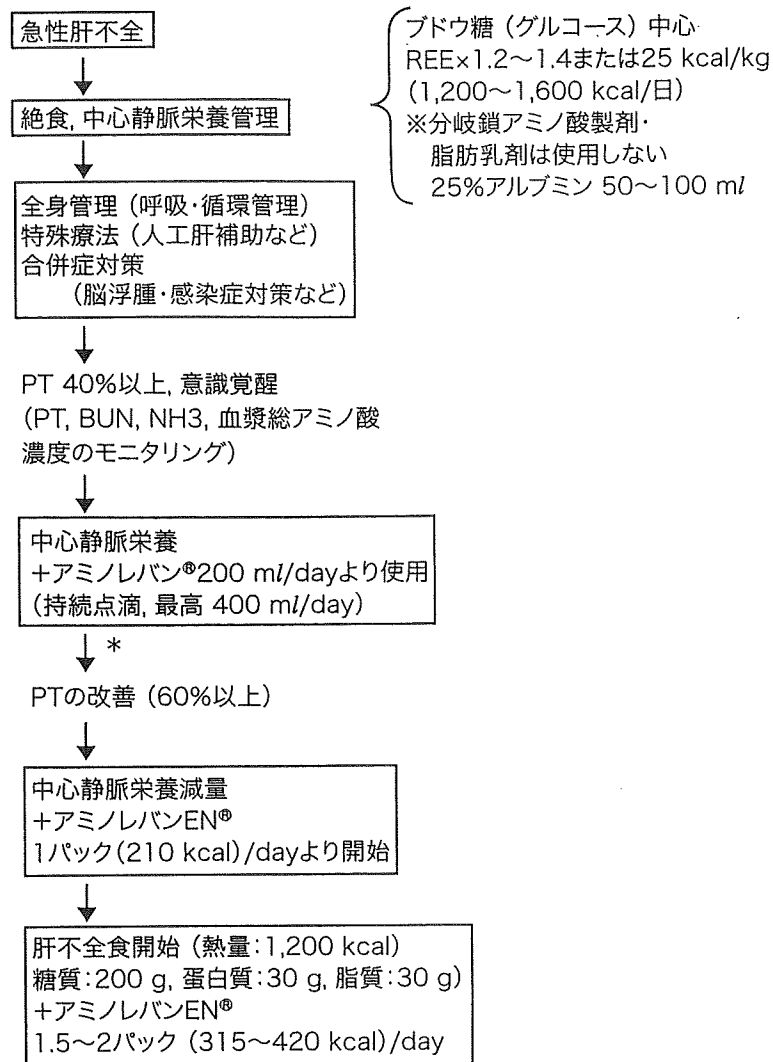 急性肝不全
絶食, 中心静脈栄養管理
ブドウ糖（グルコース）中心
REE×1.2～1.4または25 kcal/kg
（1,200～1,600 kcal/日）
※分岐鎖アミノ酸製剤・
脂肪乳剤は使用しない
25%アルブミン 50～100 ml
全身管理（呼吸・循環管理）
特殊療法（人工肝補助など）
合併症対策
（脳浮腫・感染症対策など）
PT 40%以上, 意識覚醒
（PT, BUN, NH3, 血漿総アミノ酸
濃度のモニタリング）
中心静脈栄養
＋アミノレバン®200 ml/dayより使用
（持続点滴, 最高 400 ml/day）
＊
PTの改善（60%以上）
中心静脈栄養減量
＋アミノレバンEN®
1パック（210 kcal）/dayより開始
肝不全食開始（熱量：1,200 kcal）
糖質：200 g, 蛋白質：30 g, 脂質：30 g）
＋アミノレバンEN®
1.5～2パック（315～420 kcal）/day